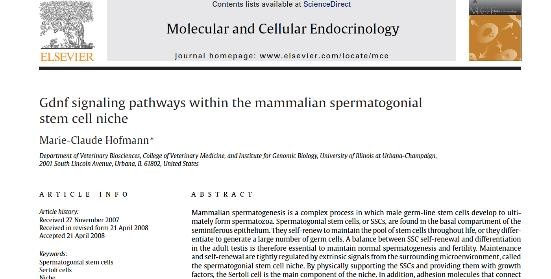 Contents lists available at ScienceDirect
Molecular and Cellular Endocrinology
ELSEVIER
journal homepage: www.elsevier.com/locate/mce
Gdnf signaling pathways within the mammalian spermatogonial
stem cell niche
Marie-Claude Hofmann*
Department of Veterinary Biosciences, College of Veterinary Medicine, and Institute for Genomic Biology, University of Illinois at Urbana-Champaign,
2001 South Lincoln Avenue, Urbana, IL 61802, United States
ARTICLE INFO
Article history:
Received 27 November 2007
Received in revised form 21 April 2008
Accepted 21 April 2008
Keywords:
Spermatogonial stem cells
Sertoli cells
Niche
ABSTRACT
Mammalian spermatogenesis is a complex process in which male germ-line stem cells develop to ulti-
mately form spermatozoa. Spermatogonial stem cells, or SSCs, are found in the basal compartment of the
seminiferous epithelium. They self-renew to maintain the pool of stem cells throughout life, or they differ-
entiate to generate a large number of germ cells. A balance between SSC self-renewal and differentiation
in the adult testis is therefore essential to maintain normal spermatogenesis and fertility. Maintenance
and self-renewal are tightly regulated by extrinsic signals from the surrounding microenvironment, called
the spermatogonial stem cell niche. By physically supporting the SSCs and providing them with growth
factors, the Sertoli cell is the main component of the niche. In addition, adhesion molecules that connect